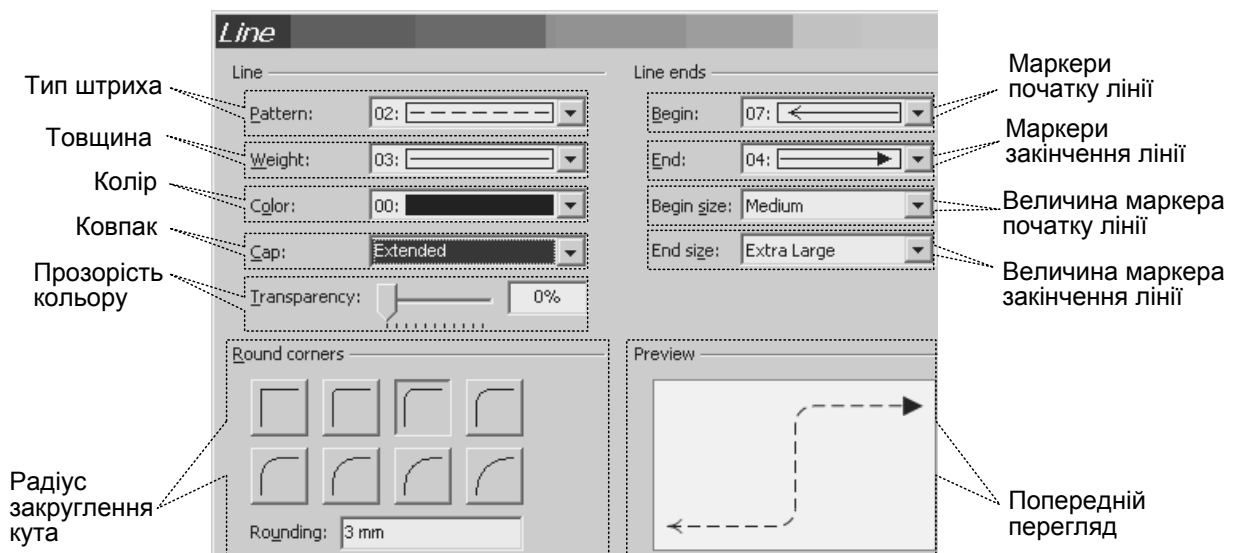 Line
Line
Line ends
Тип штриха
Pattern:
02:
Begin:
07:
Маркери
початку лінії
Товщина
Weight:
03:
End:
04:
Маркери
закінчення лінії
Колір
Color:
00:
Begin size:
Medium
Величина маркера
початку лінії
Ковпак
Cap:
Extended
End size:
Extra Large
Величина маркера
закінчення лінії
Прозорість
кольору
Transparency:
0%
Round corners
Preview
Радіус
закруглення
кута
Rounding:
3 mm
Попередній
перегляд